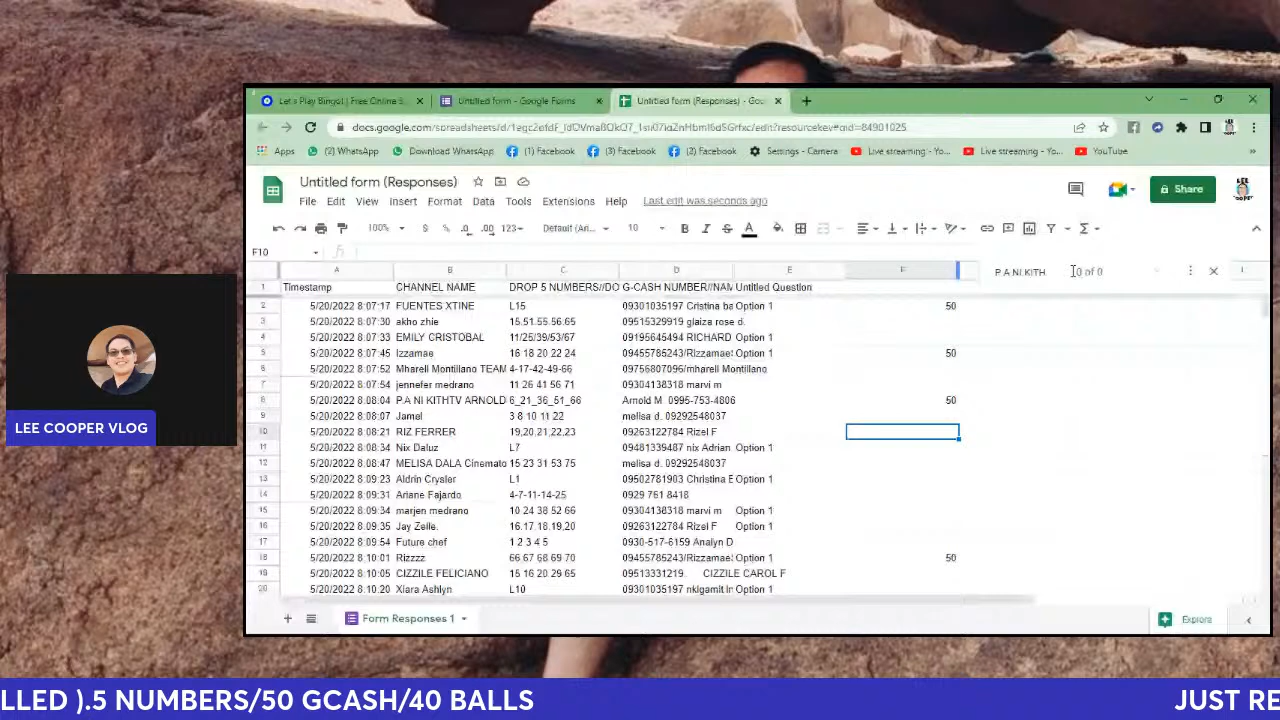 Let's Play Bingo! | Free Online
Untitled form - Google Forms
Untitled form (Responses) - Goo
docs.google.com/spreadsheets/d/
Apps
(2) WhatsApp
Download WhatsApp
(1) Facebook
(3) Facebook
(2) Facebook
Settings - Camera
Live streaming - Yo...
Live streaming - Yo...
YouTube
Untitled form (Responses)
Share
File Edit View Insert Format Data Tools Extensions Help Last edit was seconds ago
100% $ % .0 .00 123 Default (Ari... 10 B I S A
F10
P A NI KITH 0 of 0
A B C D E F
1 Timestamp CHANNEL NAME DROP 5 NUMBERS//DO G-CASH NUMBER//NAM Untitled Question
2 5/20/2022 8:07:17 FUENTES XTINE L15 09301035197 Cristina ba Option 1 50
3 5/20/2022 8:07:30 akho zhie 15.51.55.56.65 09515329919 glaiza rose d.
4 5/20/2022 8:07:33 EMILY CRISTOBAL 11/25/39/53/67 09195645494 RICHARD Option 1
5 5/20/2022 8:07:45 Izzamae 16 18 20 22 24 09455785243/Rizzamae Option 1 50
6 5/20/2022 8:07:52 Mharell Montillano TEAM 4-17-42-49-66 09756807096/mharell Montillano
7 5/20/2022 8:07:54 jennefer medrano 11 26 41 56 71 09304138318 marvi m
8 5/20/2022 8:08:04 P.A NI KITHTV ARNOLD 6_21_36_51_66 Arnold M 0995-753-4806 50
9 5/20/2022 8:08:07 Jamel 3 8 10 11 22 melisa d. 09292548037
10 5/20/2022 8:08:21 RIZ FERRER 19,20,21,22,23 09263122784 Rizel F
11 5/20/2022 8:08:34 Nix Daluz L7 09481339487 nix Adrian Option 1
12 5/20/2022 8:08:47 MELISA DALA Cinemato 15 23 31 53 75 melisa d. 09292548037
13 5/20/2022 8:09:23 Aldrin Crysler L1 09502781903 Christina E Option 1
14 5/20/2022 8:09:31 Ariane Fajardo 4-7-11-14-25 0929 761 8418
15 5/20/2022 8:09:34 marjen medrano 10 24 38 52 66 09304138318 marvi m Option 1
16 5/20/2022 8:09:35 Jay Zelle. 16.17.18.19,20 09263122784 Rizel F Option 1
17 5/20/2022 8:09:54 Future chef 1 2 3 4 5 0930-517-6159 Analyn D
18 5/20/2022 8:10:01 Rizzzz 66 67 68 69 70 09455785243/Rizzamae Option 1 50
19 5/20/2022 8:10:05 CIZZILE FELICIANO 15 16 20 29 65 09513331219 CIZZILE CAROL F
20 5/20/2022 8:10:20 Xiara Ashlyn L10 09301035197 Option 1
Form Responses 1
Explore
LEE COOPER VLOG
LLED ).5 NUMBERS/50 GCASH/40 BALLS
JUST RE